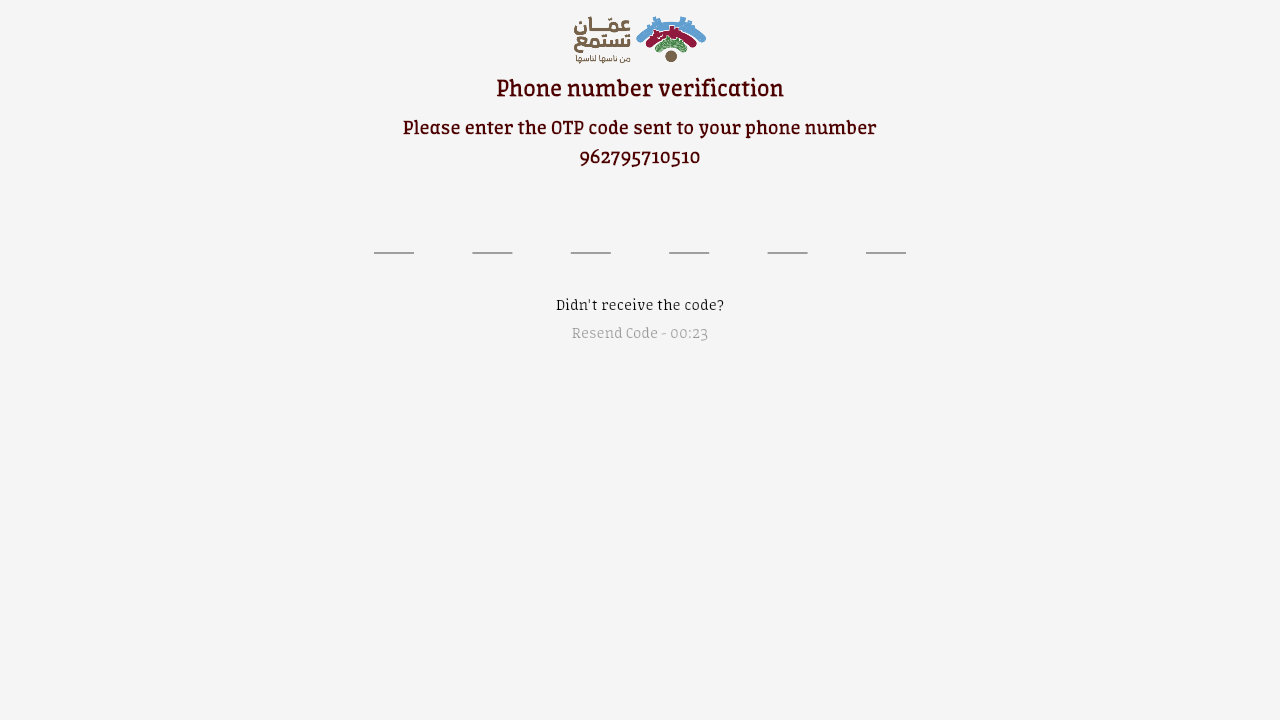 عمّان
تستمع
من ناسها لناسها
Phone number verification
Please enter the OTP code sent to your phone number
962795710510
Didn't receive the code?
Resend Code - 00:23